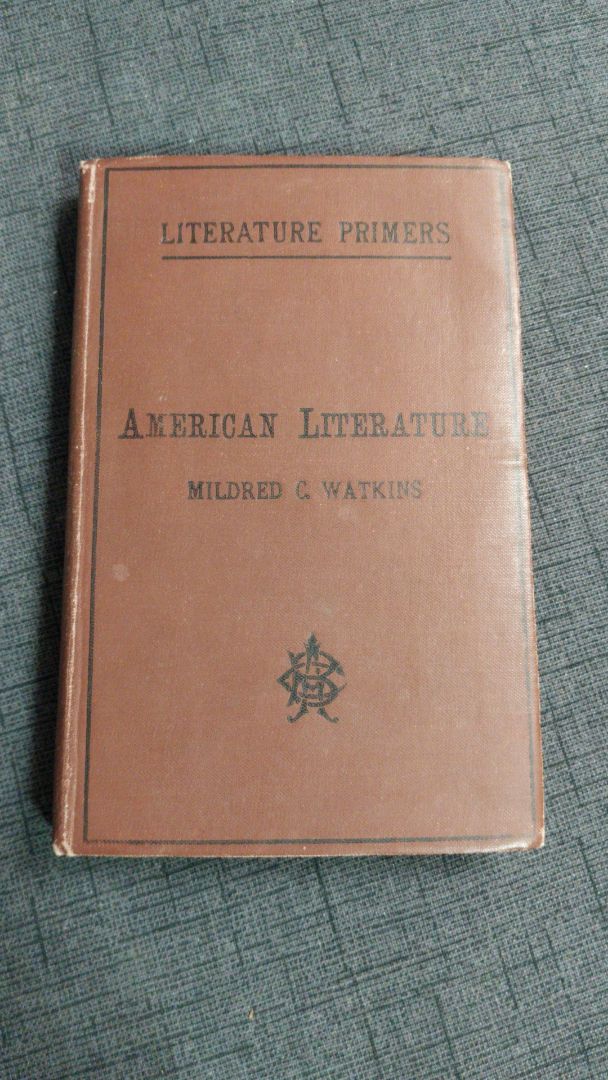 LITERATURE PRIMERS
AMERICAN LITERATURE
MILDRED C. WATKINS